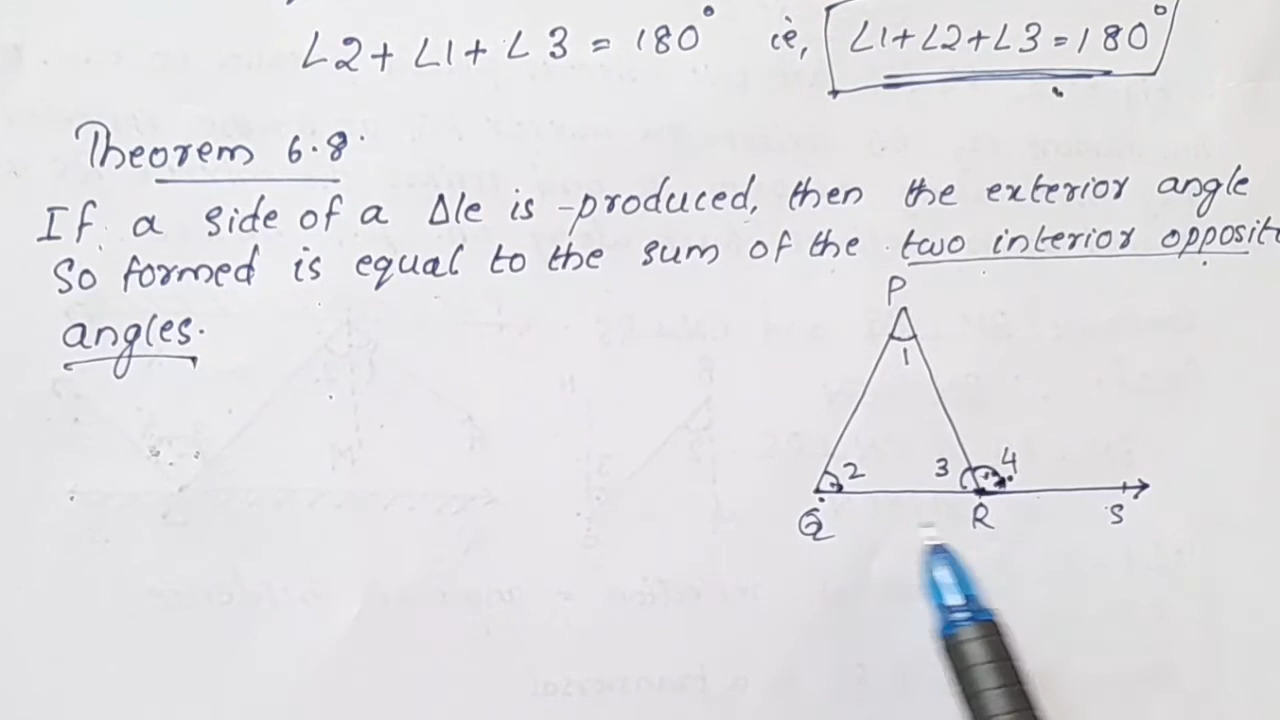 ∠2 + ∠1 + ∠3 = 180° ie, ∠1+∠2+∠3 = 180°
Theorem 6.8.
If a side of a Δle is produced, then the exterior angle
so formed is equal to the sum of the two interior opposit
angles.
P
1
2 3 4
Q R S